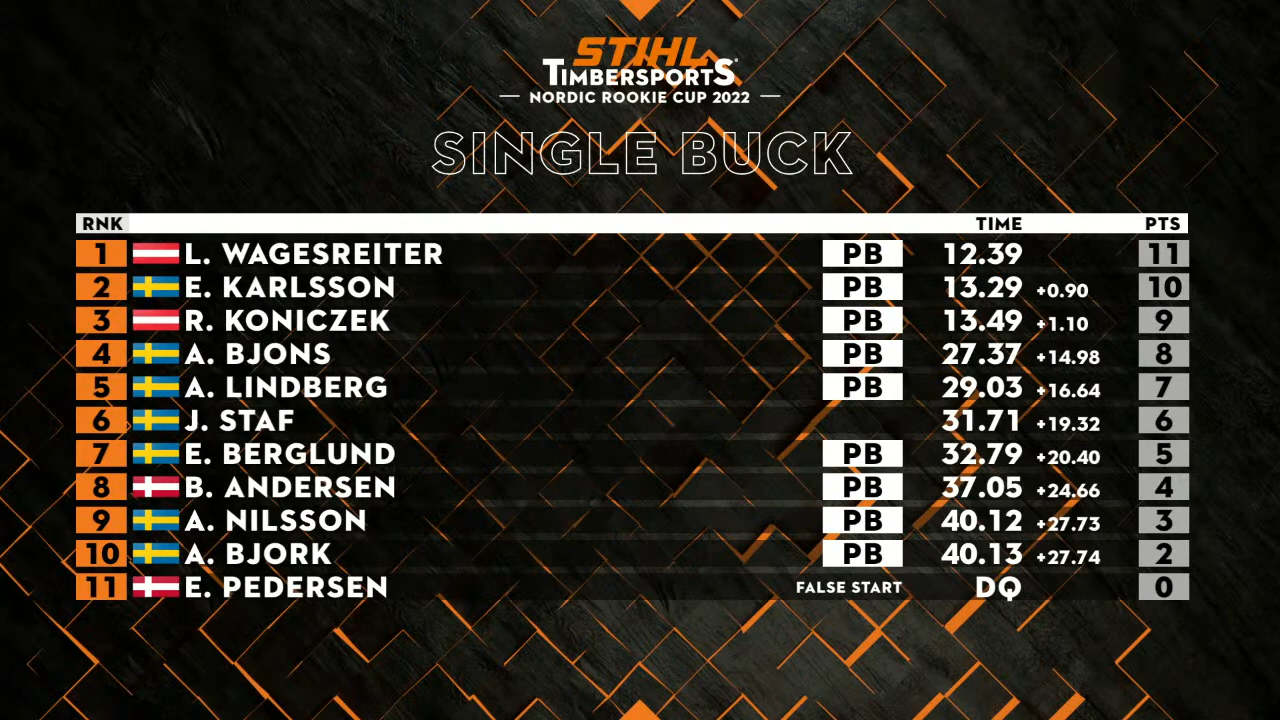 STIHL
TIMBERSPORTS®
NORDIC ROOKIE CUP 2022
SINGLE BUCK
RNK TIME PTS
1 L. WAGESREITER PB 12.39 11
2 E. KARLSSON PB 13.29 +0.90 10
3 R. KONICZEK PB 13.49 +1.10 9
4 A. BJONS PB 27.37 +14.98 8
5 A. LINDBERG PB 29.03 +16.64 7
6 J. STAF 31.71 +19.32 6
7 E. BERGLUND PB 32.79 +20.40 5
8 B. ANDERSEN PB 37.05 +24.66 4
9 A. NILSSON PB 40.12 +27.73 3
10 A. BJORK PB 40.13 +27.74 2
11 E. PEDERSEN FALSE START DQ 0